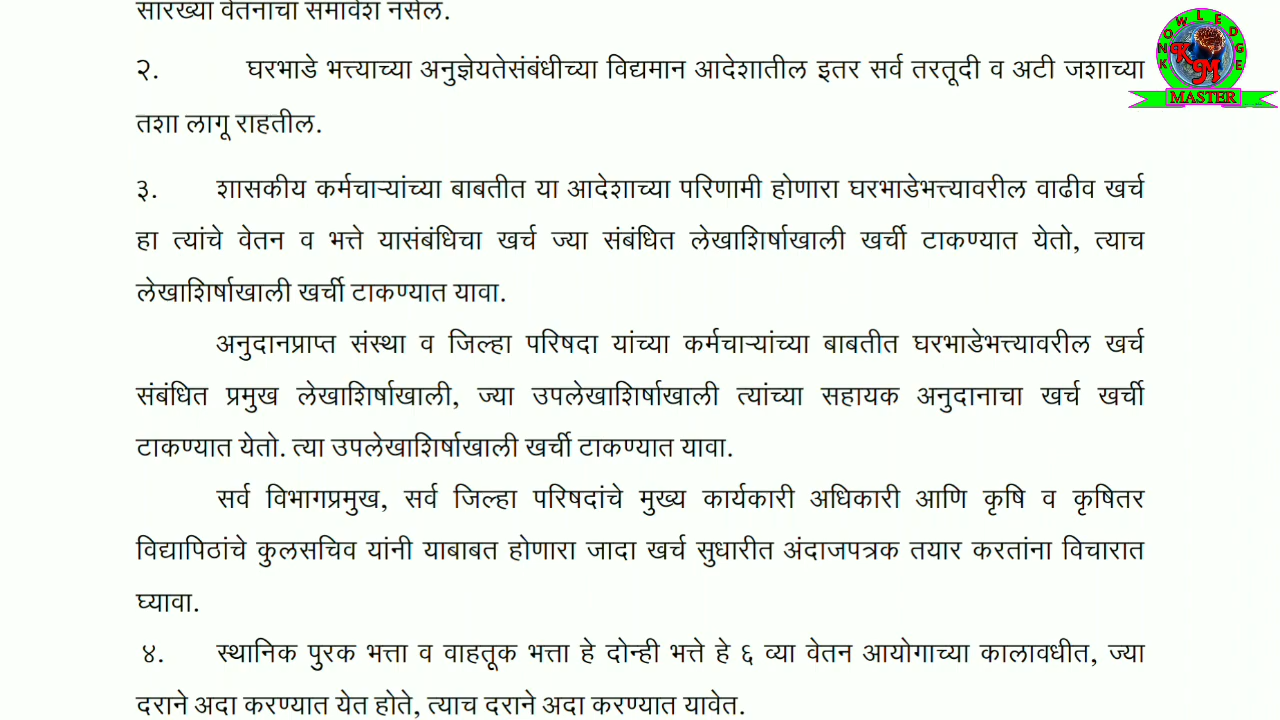 सारख्या वेतनाचा समावेश नसेल.
२. घरभाडे भत्त्याच्या अनुज्ञेयतेसंबंधीच्या विद्यमान आदेशातील इतर सर्व तरतूदी व अटी जशाच्या
तशा लागू राहतील.
३. शासकीय कर्मचाऱ्यांच्या बाबतीत या आदेशाच्या परिणामी होणारा घरभाडेभत्त्यावरील वाढीव खर्च
हा त्यांचे वेतन व भत्ते यासंबंधिचा खर्च ज्या संबंधित लेखाशिर्षाखाली खर्ची टाकण्यात येतो, त्याच
लेखाशिर्षाखाली खर्ची टाकण्यात यावा.
अनुदानप्राप्त संस्था व जिल्हा परिषदा यांच्या कर्मचाऱ्यांच्या बाबतीत घरभाडेभत्त्यावरील खर्च
संबंधित प्रमुख लेखाशिर्षाखाली, ज्या उपलेखाशिर्षाखाली त्यांच्या सहायक अनुदानाचा खर्च खर्ची
टाकण्यात येतो. त्या उपलेखाशिर्षाखाली खर्ची टाकण्यात यावा.
सर्व विभागप्रमुख, सर्व जिल्हा परिषदांचे मुख्य कार्यकारी अधिकारी आणि कृषि व कृषितर
विद्यापिठांचे कुलसचिव यांनी याबाबत होणारा जादा खर्च सुधारीत अंदाजपत्रक तयार करतांना विचारात
घ्यावा.
४. स्थानिक पुरक भत्ता व वाहतूक भत्ता हे दोन्ही भत्ते हे ६ व्या वेतन आयोगाच्या कालावधीत, ज्या
दराने अदा करण्यात येत होते, त्याच दराने अदा करण्यात यावेत.
KNOWLEDGE
KM
MASTER